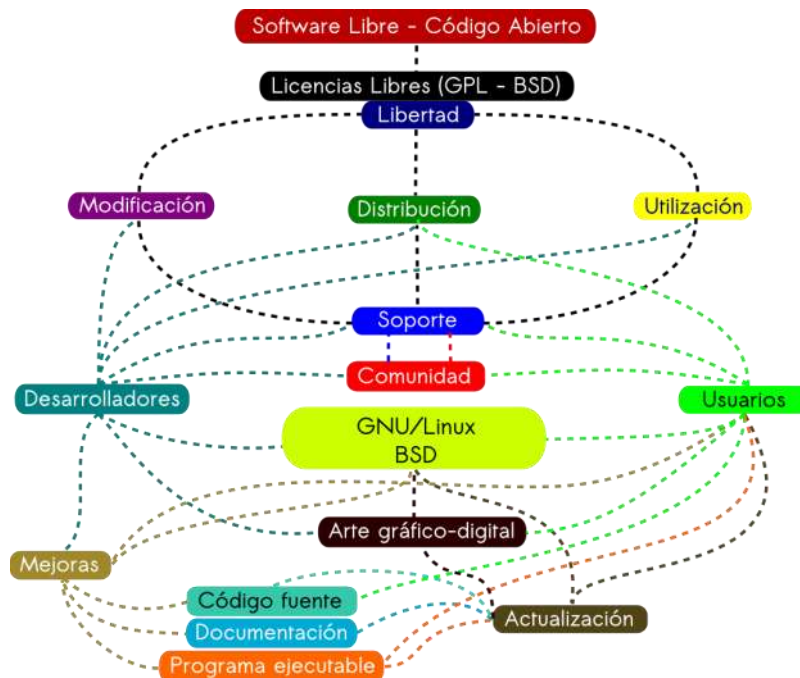 Software Libre - Código Abierto
Licencias Libres (GPL - BSD)
Libertad
Modificación
Distribución
Utilización
Soporte
Comunidad
Desarrolladores
Usuarios
GNU/Linux
BSD
Arte gráfico-digital
Mejoras
Código fuente
Actualización
Documentación
Programa ejecutable